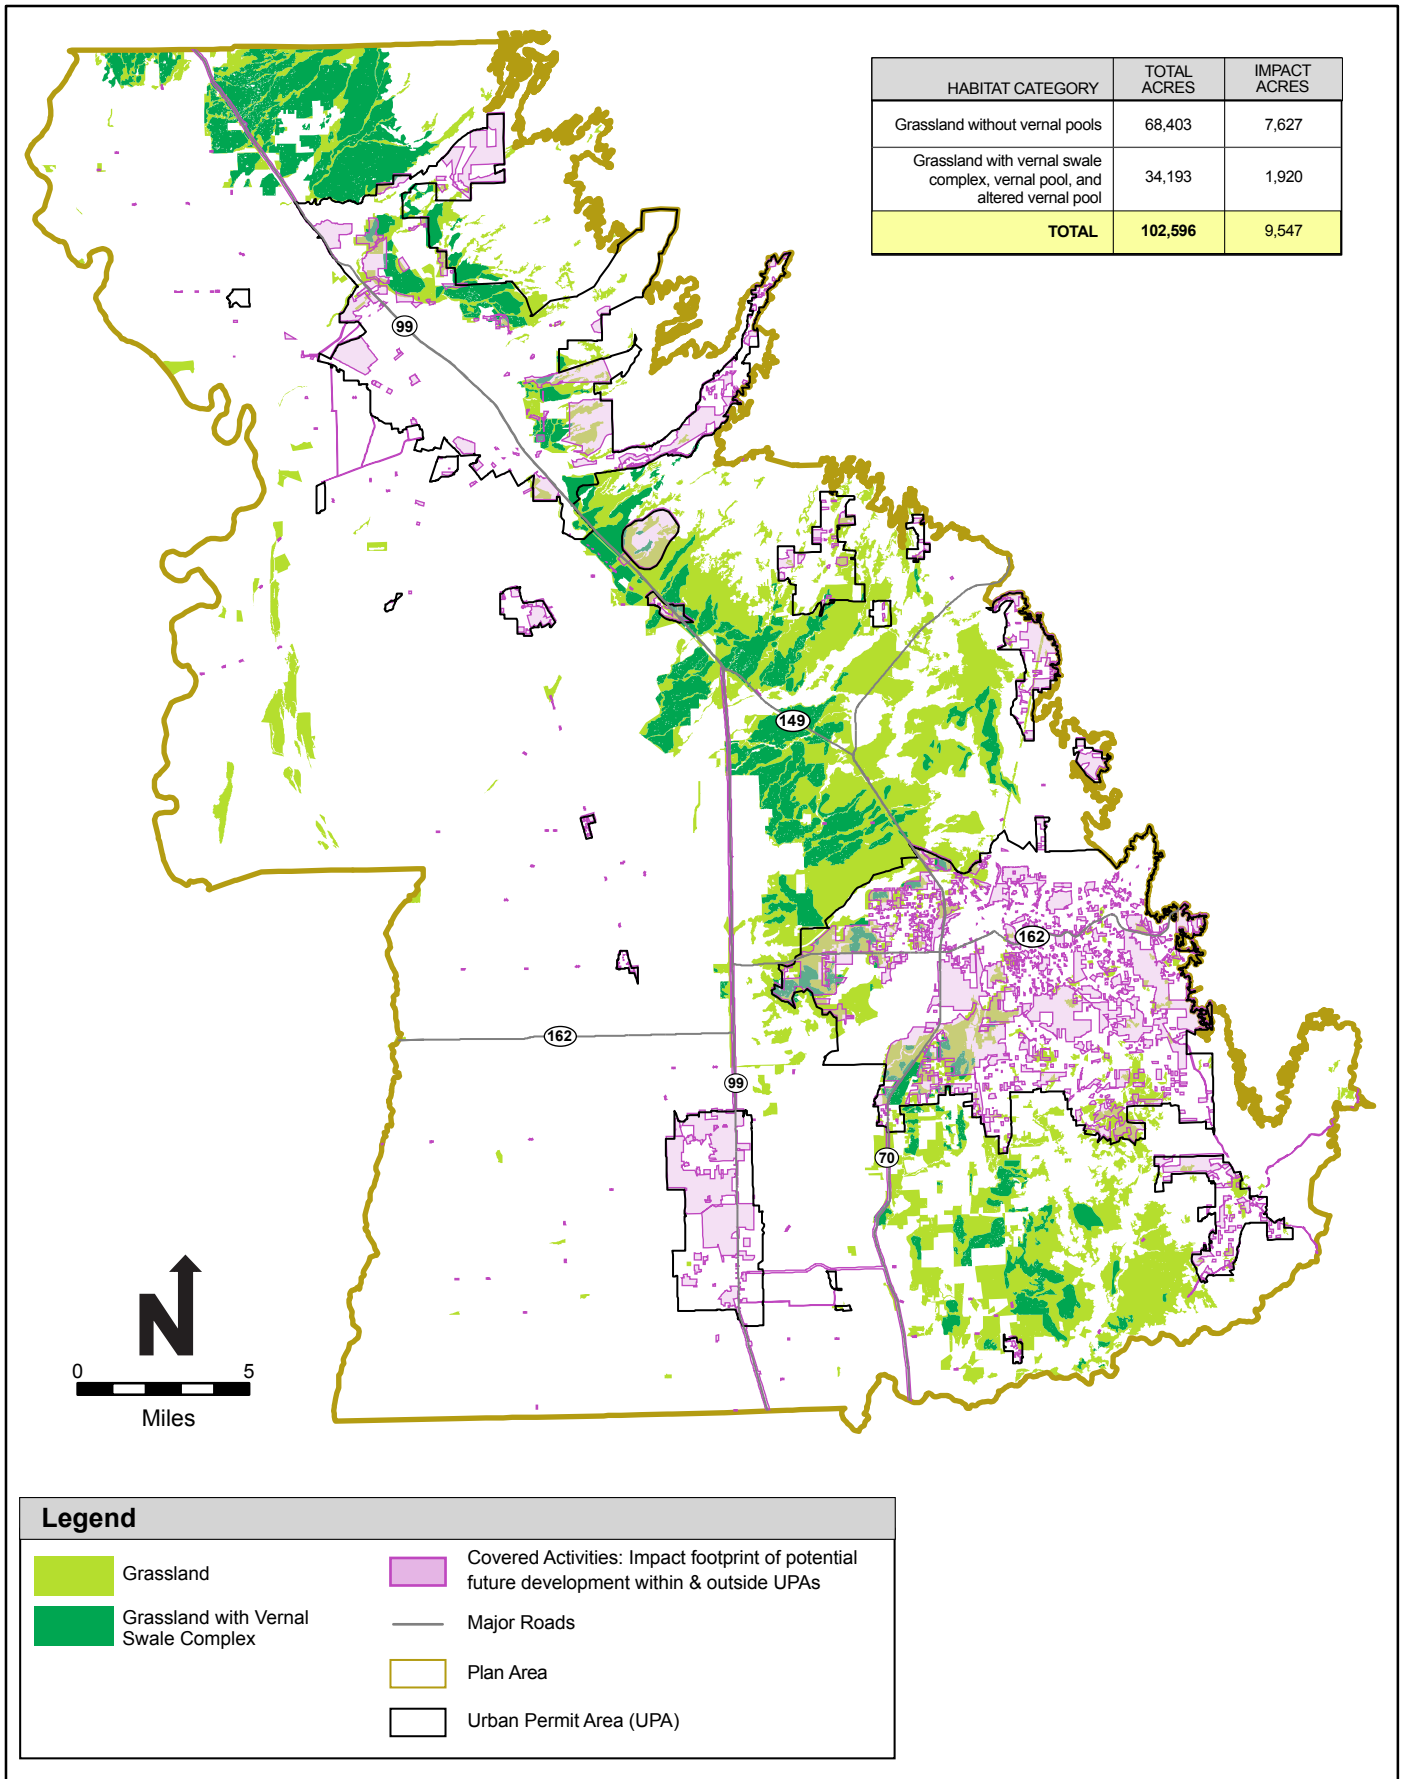 HABITAT CATEGORY
TOTAL
ACRES
IMPACT
ACRES
Grassland without vernal pools
68,403
7,627
Grassland with vernal swale
complex, vernal pool, and
altered vernal pool
34,193
1,920
TOTAL
102,596
9,547
99
149
162
162
99
70
N
0
5
Miles
Legend
Grassland
Grassland with Vernal
Swale Complex
Covered Activities: Impact footprint of potential
future development within & outside UPAs
Major Roads
Plan Area
Urban Permit Area (UPA)